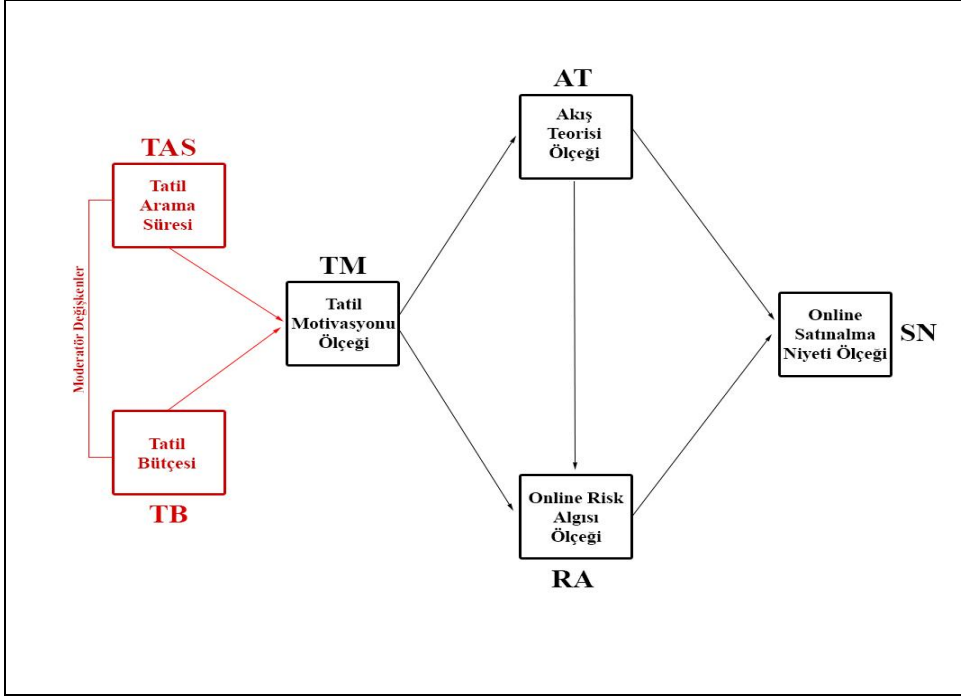 AT
Akış
Teorisi
Ölçeği
TAS
Tatil
Arama
Süresi
Moderatör Değişkenler
TM
Tatil
Motivasyonu
Ölçeği
Online
Satınalma
Niyeti Ölçeği
SN
Tatil
Bütçesi
TB
Online Risk
Algısı
Ölçeği
RA